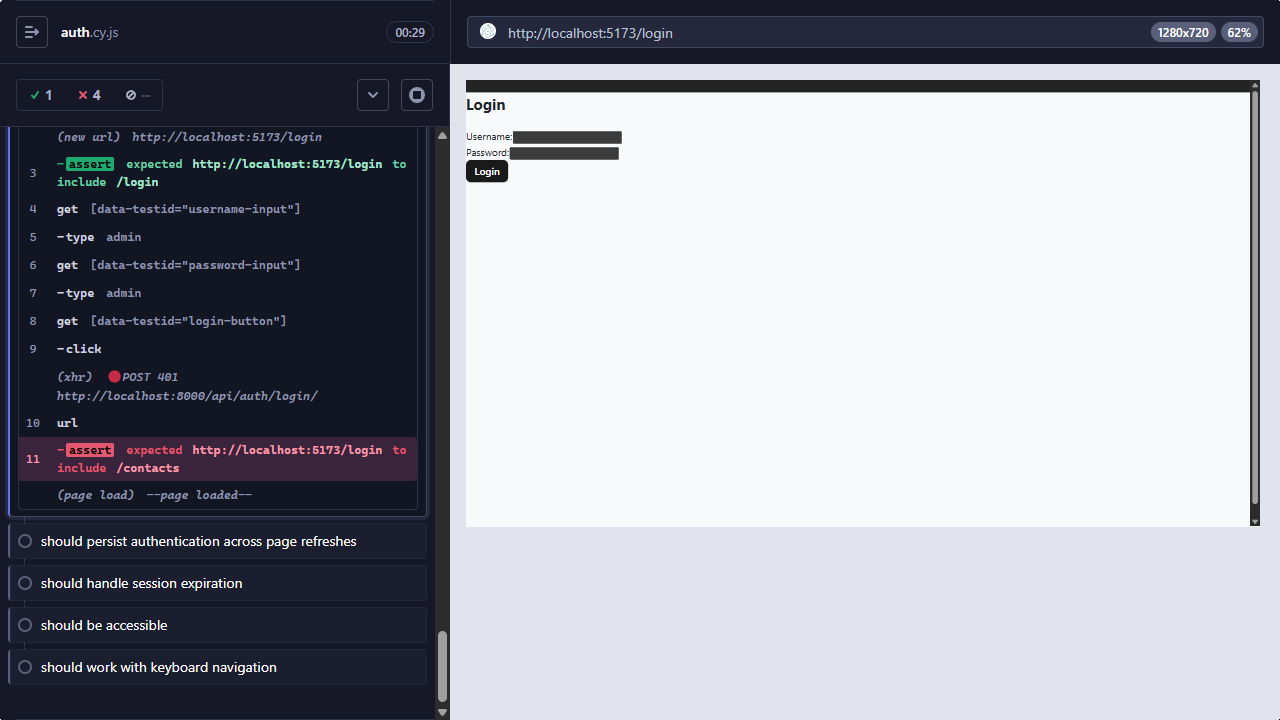 auth.cy.js
00:29
1
4
--
(new url) http://localhost:5173/login
3
-assert expected http://localhost:5173/login to
include /login
4 get [data-testid="username-input"]
5 -type admin
6 get [data-testid="password-input"]
7 -type admin
8 get [data-testid="login-button"]
9 -click
(xhr) POST 401
http://localhost:8000/api/auth/login/
10 url
11
-assert expected http://localhost:5173/login to
include /contacts
(page load) --page loaded--
should persist authentication across page refreshes
should handle session expiration
should be accessible
should work with keyboard navigation
http://localhost:5173/login
1280x720
62%
Login
Username:
Password:
Login